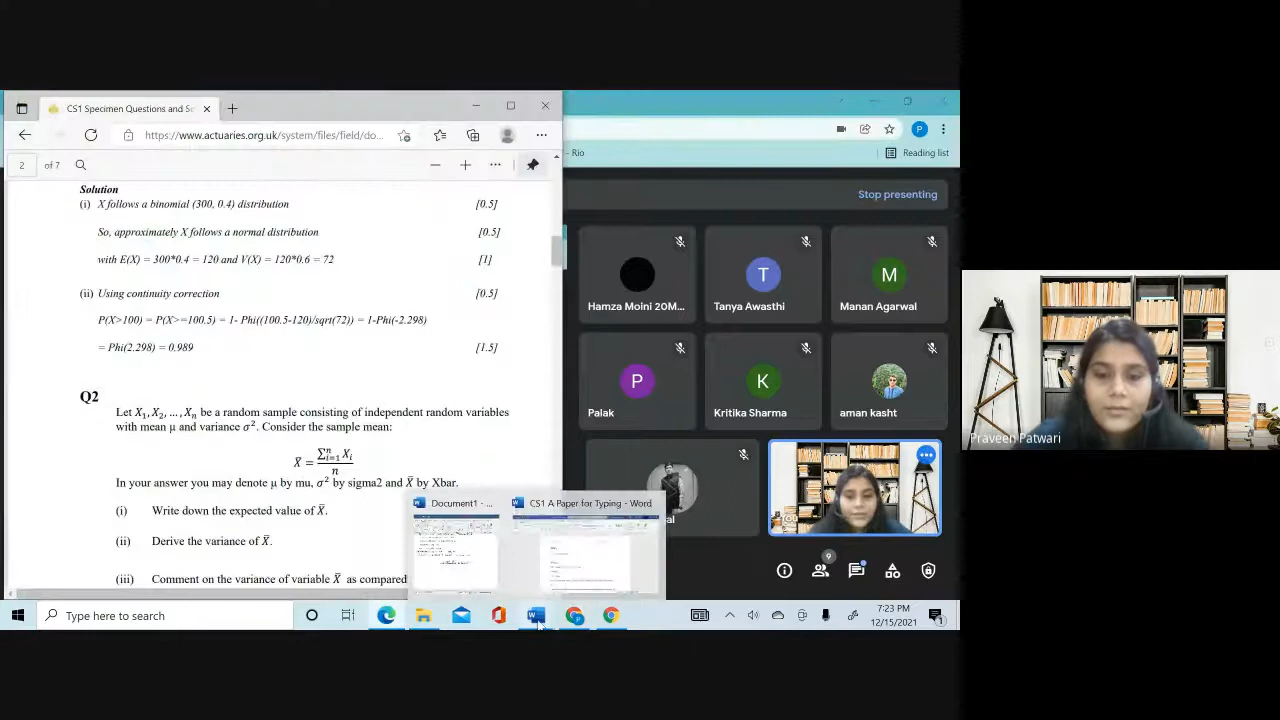 CS1 Specimen Questions and So
https://www.actuaries.org.uk/system/files/field/do...
- Rio
Reading list
P
2 of 7
Stop presenting
Solution
(i) X follows a binomial (300, 0.4) distribution [0.5]
So, approximately X follows a normal distribution [0.5]
with E(X) = 300*0.4 = 120 and V(X) = 120*0.6 = 72 [1]
(ii) Using continuity correction [0.5]
P(X>100) = P(X>=100.5) = 1- Phi((100.5-120)/sqrt(72)) = 1-Phi(-2.298)
= Phi(2.298) = 0.989 [1.5]
Q2
Let X₁, X₂, ..., Xₙ be a random sample consisting of independent random variables
with mean μ and variance σ². Consider the sample mean:
X̄ = ∑ⁿᵢ₌₁ Xᵢ / n
In your answer you may denote μ by mu, σ² by sigma2 and X̄ by Xbar.
(i) Write down the expected value of X̄.
(ii) Derive the variance of X̄.
(iii) Comment on the variance of variable X̄ as compared
Document1 - ...
CS1 A Paper for Typing - Word
Hamza Moini 20M...
T
Tanya Awasthi
M
Manan Agarwal
P
Palak
K
Kritika Sharma
aman kasht
al
You
9
Type here to search
7:23 PM
12/15/2021
1
Praveen Patwari